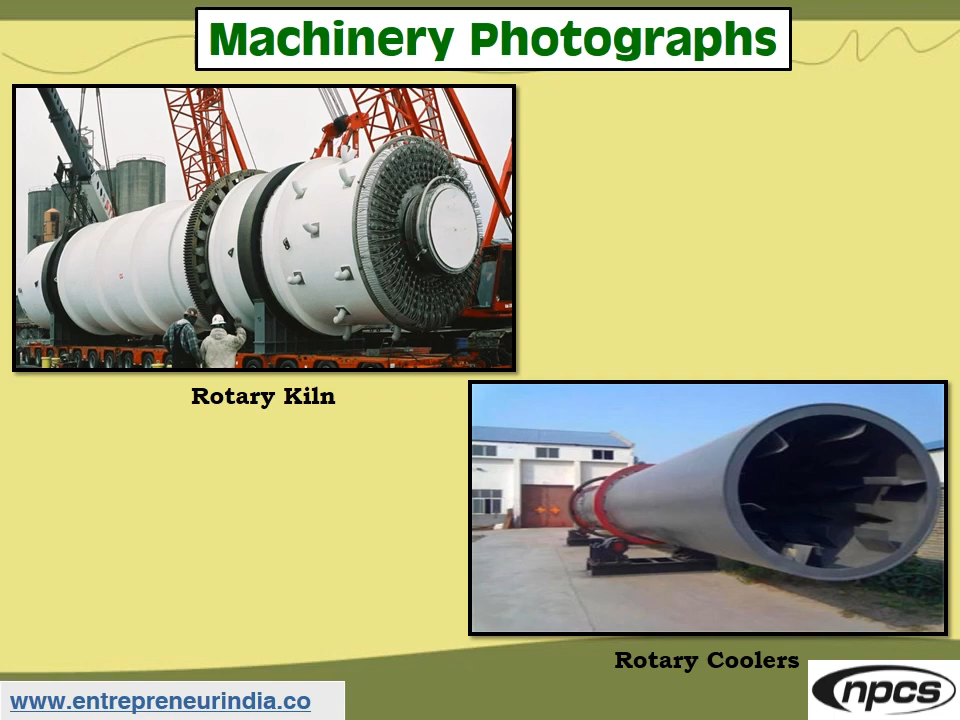 Machinery Photographs
Rotary Kiln
Rotary Coolers
www.entrepreneurindia.co
npcs